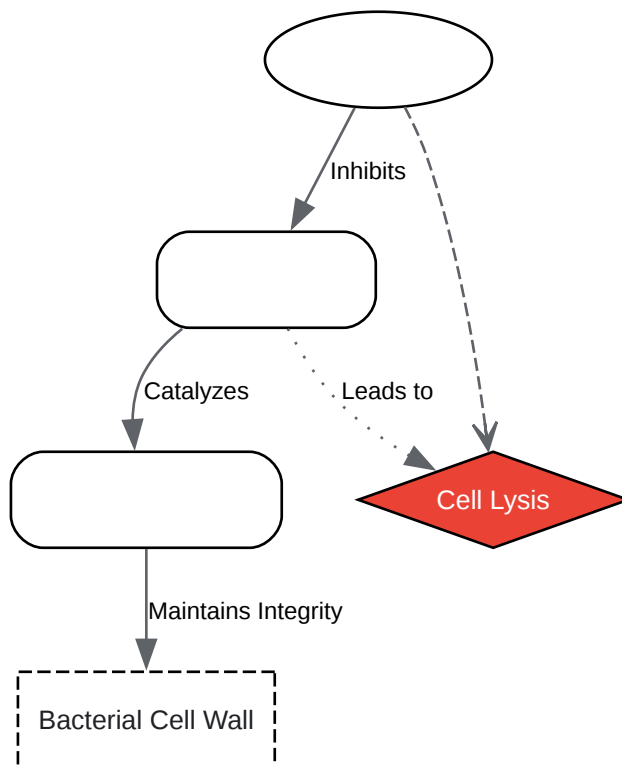 Inhibits
Catalyzes
Leads to
Cell Lysis
Maintains Integrity
Bacterial Cell Wall